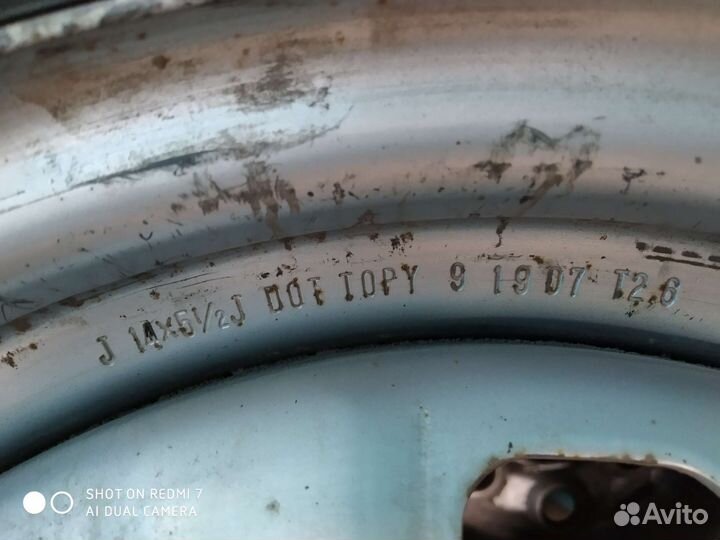 J 14X5½J DOT TOPY 9 19 07 T2.6
SHOT ON REDMI 7
AI DUAL CAMERA
Avito